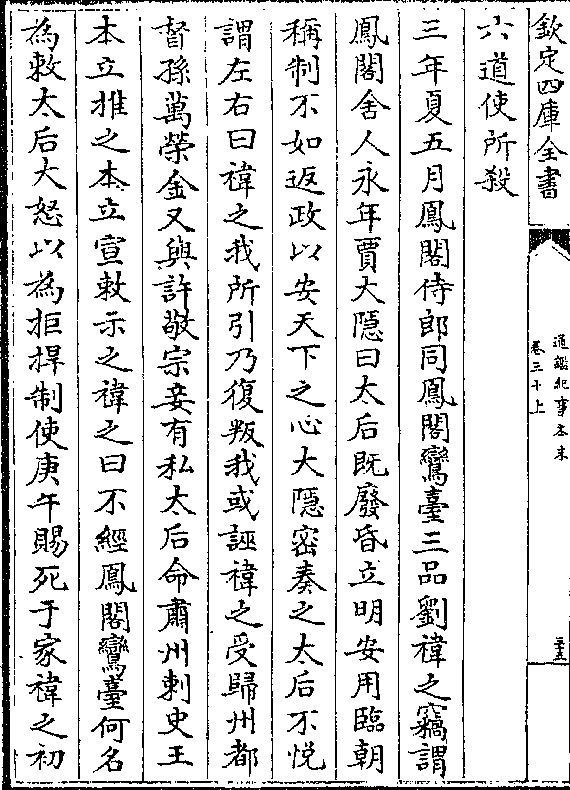 欽定四庫全書
通鑑紀事本末
卷三十上
三十五
六道使所殺
三年夏五月鳳閣侍郎同鳳閣鸞臺三品劉禕之竊謂
鳳閣舍人永年賈大隱曰太后既廢昏立明安用臨朝
稱制不如返政以安天下之心大隱密奏之太后不悅
謂左右曰禕之我所引乃復叛我或誣禕之受歸州都
督孫萬榮金又與許敬宗妾有私太后命肅州刺史王
本立推之本立宣敕示之禕之曰不經鳳閣鸞臺何名
為敕太后大怒以為拒捍制使庚午賜死于家禕之初